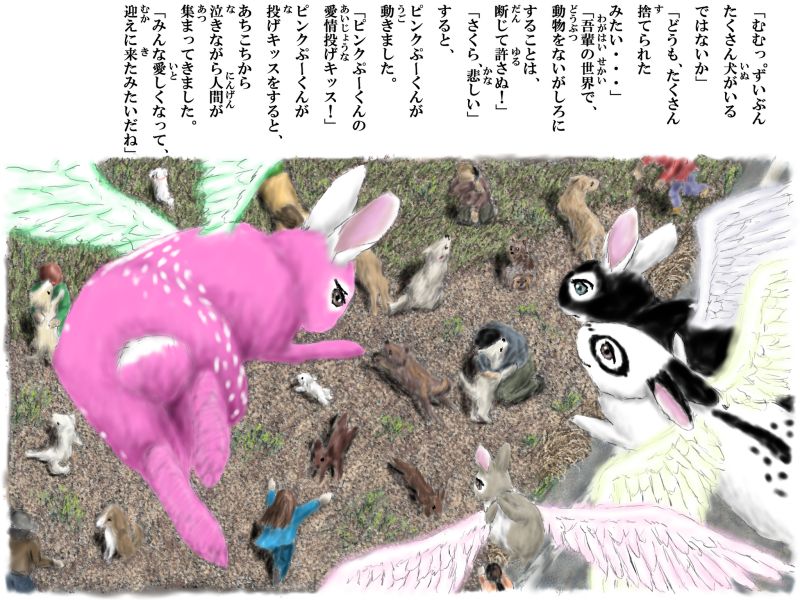 「むむっ。ずいぶん
たくさん犬がいる
ではないか」
「どうも、たくさん
捨てられた
みたい・・・」
「吾輩の世界で、
動物をないがしろに
することは、
断じて許さぬ！」
「さくら、悲しい」
すると、
ピンクぷーくんが
動きました。
「ピンクぷーくんの
愛情投げキッス！」
ピンクぷーくんが
投げキッスをすると、
あちこちから
泣きながら人間が
集まってきました。
「みんな愛しくなって、
迎えに来たみたいだね」